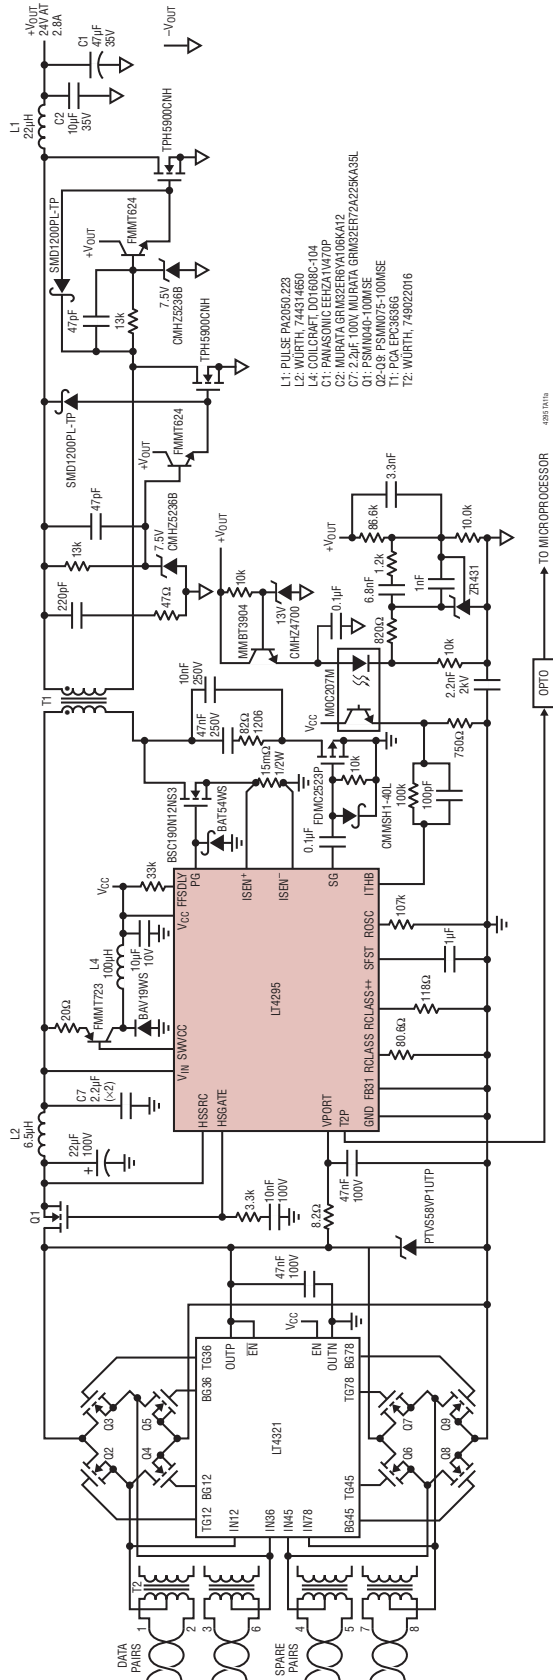 DATA
PAIRS
1
2
3
6
SPARE
PAIRS
4
5
7
8
T2
Q2
Q3
Q4
Q5
Q6
Q7
Q8
Q9
TG12
BG12
BG36
TG36
IN12
IN36
IN45
IN78
LT4321
OUTP
EN
EN
OUTN
BG45
TG45
TG78
BG78
VCC
47nF
100V
Q1
3.3k
10nF
100V
8.2Ω
PTVS58VP1UTP
47nF
100V
22µF
100V
+
L2
6.5µH
C7
2.2µF
(×2)
20Ω
FMMT723
BAV19WS
L4
100µH
10µF
10V
VCC
33k
HSSRC
HSGATE
VIN
SWVCC
VCC
FFSDLY
VPORT
T2P
LT4295
PG
ISEN+
ISEN–
SG
ITHB
GND
FB31
RCLASS
RCLASS++
SFST
ROSC
80.6Ω
118Ω
1µF
107k
BSC190N12NS3
BAT54WS
15mΩ
1/2W
0.1µF
FDMC2523P
10k
CMMSH1-40L
100k
100pF
750Ω
47nF
250V
10nF
250V
82Ω
1206
T1
VCC
MOC207M
2.2nF
2kV
10k
820Ω
6.8nF
1.2k
1nF
ZR431
0.1µF
MMBT3904
10k
13V
CMHZ4700
+VOUT
+VOUT
86.6k
3.3nF
10.0k
220pF
47Ω
13k
47pF
7.5V
CMHZ5236B
FMMT624
+VOUT
SMD1200PL-TP
TPH5900CNH
47pF
13k
SMD1200PL-TP
+VOUT
FMMT624
7.5V
CMHZ5236B
TPH5900CNH
L1
22µH
C2
10µF
35V
C1
47µF
35V
+VOUT
24V AT
2.8A
–VOUT
L1: PULSE PA2050.223
L2: WÜRTH, 744314650
L4: COILCRAFT, DO1608C-104
C1: PANASONIC EEHZA1V470P
C2: MURATA GRM32ER6YA106KA12
C7: 2.2µF, 100V, MURATA GRM32ER72A225KA35L
Q1: PSMN040-100MSE
Q2-Q9: PSMN075-100MSE
T1: PCA EPC3636G
T2: WÜRTH, 749022016
OPTO
TO MICROPROCESSOR
4295 TA11a